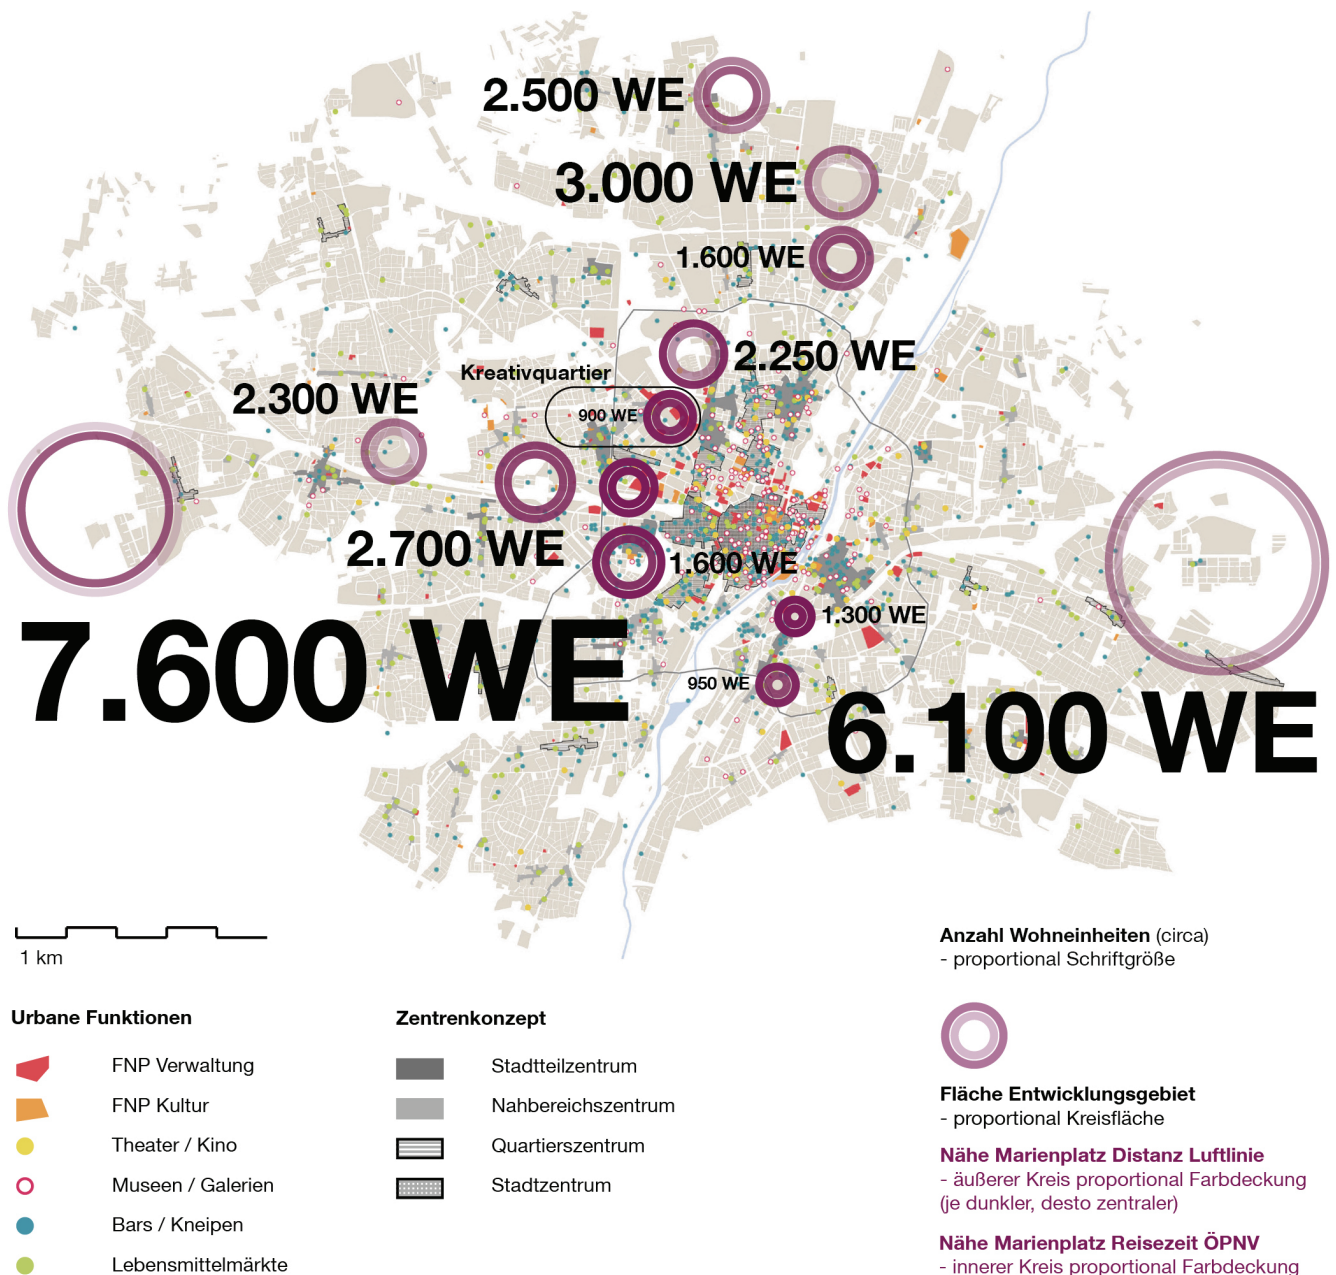 2.500 WE
3.000 WE
1.600 WE
2.250 WE
Kreativquartier
2.300 WE
900 WE
2.700 WE
1.600 WE
1.300 WE
7.600 WE
950 WE
6.100 WE
1 km
Urbane Funktionen
FNP Verwaltung
FNP Kultur
Theater / Kino
Museen / Galerien
Bars / Kneipen
Lebensmittelmärkte
Zentrenkonzept
Stadtteilzentrum
Nahbereichszentrum
Quartierszentrum
Stadtzentrum
Anzahl Wohneinheiten (circa)
- proportional Schriftgröße
Fläche Entwicklungsgebiet
- proportional Kreisfläche
Nähe Marienplatz Distanz Luftlinie
- äußerer Kreis proportional Farbdeckung
(je dunkler, desto zentraler)
Nähe Marienplatz Reisezeit ÖPNV
- innerer Kreis proportional Farbdeckung